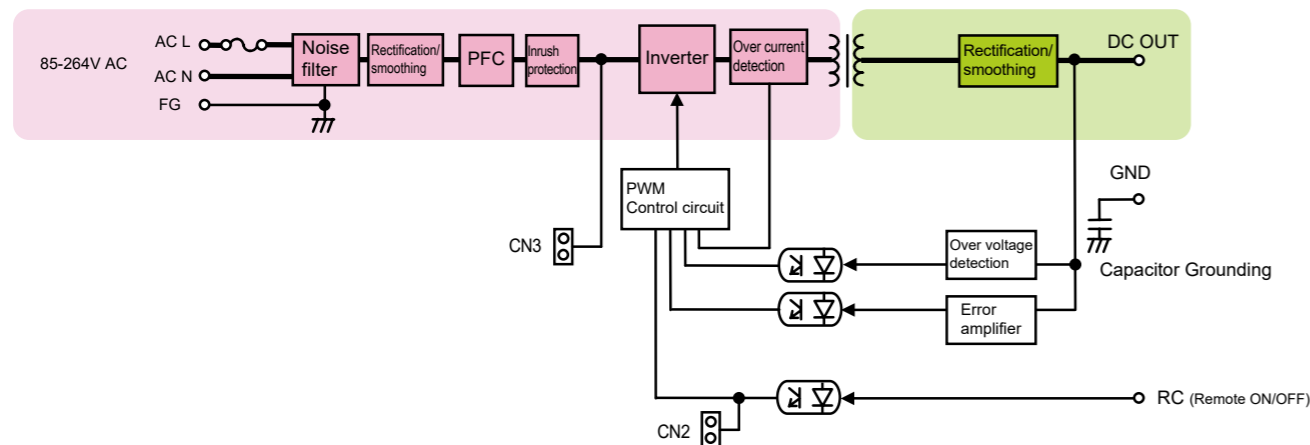 85-264V AC
AC L
AC N
FG
Noise
filter
Rectification/
smoothing
PFC
Inrush
protection
Inverter
Over current
detection
Rectification/
smoothing
DC OUT
PWM
Control circuit
GND
CN3
Over voltage
detection
Capacitor Grounding
Error
amplifier
RC (Remote ON/OFF)
CN2